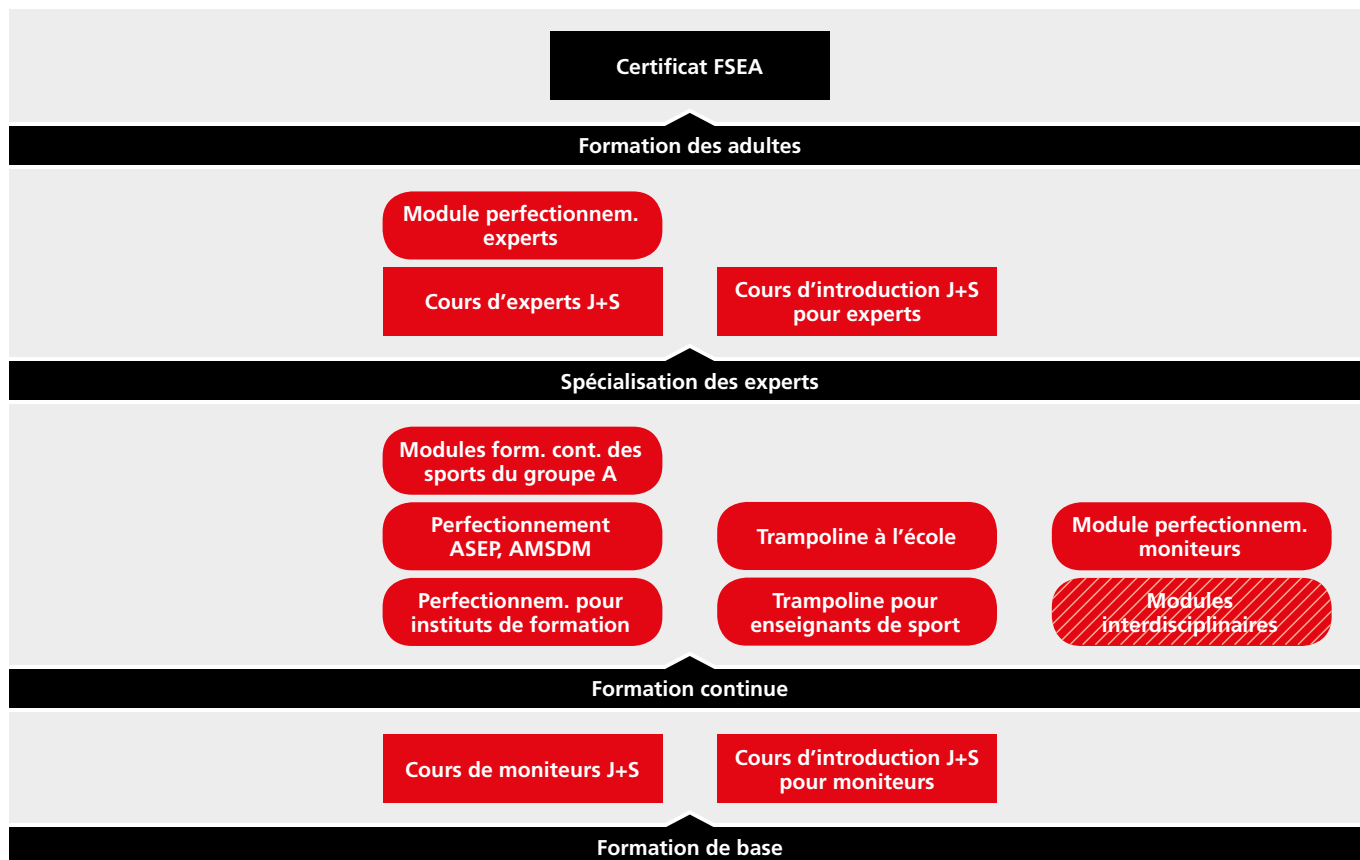 Certificat FSEA
Formation des adultes
Module perfectionnem.
experts
Cours d’experts J+S
Cours d’introduction J+S
pour experts
Spécialisation des experts
Modules form. cont. des
sports du groupe A
Perfectionnement
ASEP, AMSDM
Trampoline à l’école
Module perfectionnem.
moniteurs
Perfectionnem. pour
instituts de formation
Trampoline pour
enseignants de sport
Modules
interdisciplinaires
Formation continue
Cours de moniteurs J+S
Cours d’introduction J+S
pour moniteurs
Formation de base